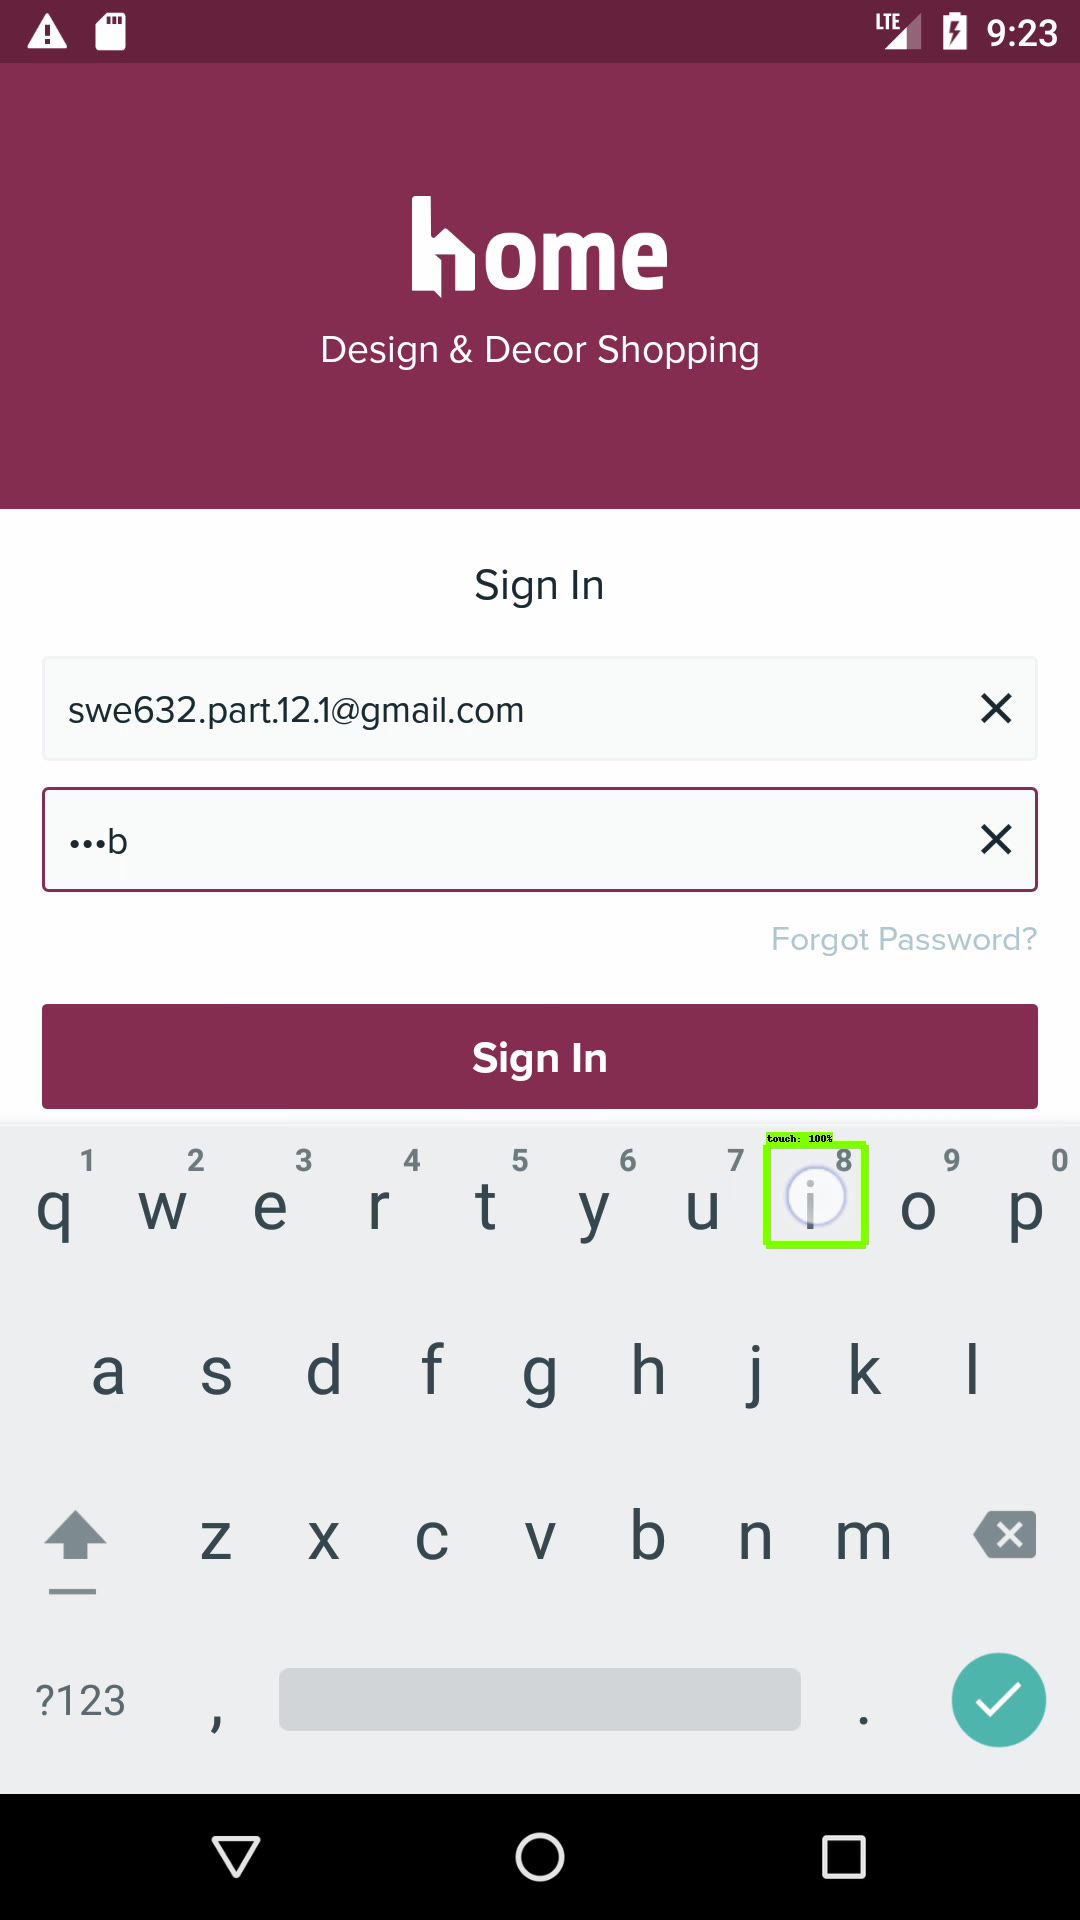 LTE 9:23
home
Design & Decor Shopping
Sign In
swe632.part.12.1@gmail.com
•••b
Forgot Password?
Sign In
touch: 100%
1 2 3 4 5 6 7 8 9 0
q w e r t y u i o p
a s d f g h j k l
z x c v b n m
?123 , .